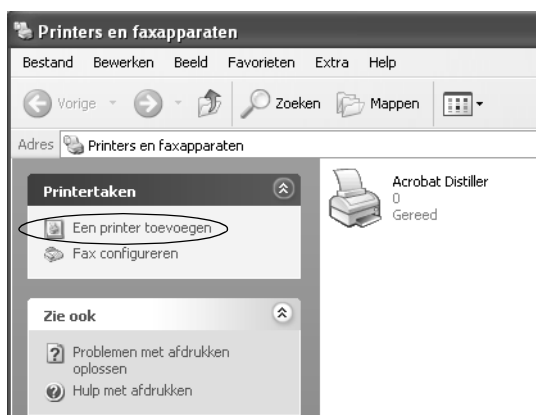 Printers en faxapparaten
Bestand Bewerken Beeld Favorieten Extra Help
Vorige Zoeken Mappen
Adres Printers en faxapparaten
Printertaken
Een printer toevoegen
Fax configureren
Acrobat Distiller
0
Gereed
Zie ook
Problemen met afdrukken
oplossen
Hulp met afdrukken